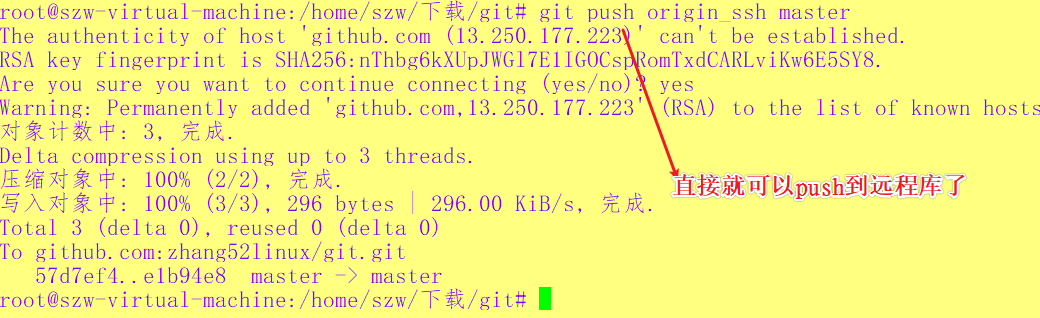 root@szw-virtual-machine:/home/szw/下载/git# git push origin_ssh master
The authenticity of host 'github.com (13.250.177.223)' can't be established.
RSA key fingerprint is SHA256:nThbg6kXUpJWGl7E1IGOCspRomTxdCARLviKw6E5SY8.
Are you sure you want to continue connecting (yes/no)? yes
Warning: Permanently added 'github.com,13.250.177.223' (RSA) to the list of known hosts
对象计数中: 3, 完成.
Delta compression using up to 3 threads.
压缩对象中: 100% (2/2), 完成.
直接就可以push到远程库了
写入对象中: 100% (3/3), 296 bytes | 296.00 KiB/s, 完成.
Total 3 (delta 0), reused 0 (delta 0)
To github.com:zhang52linux/git.git
57d7ef4..e1b94e8  master -> master
root@szw-virtual-machine:/home/szw/下载/git#